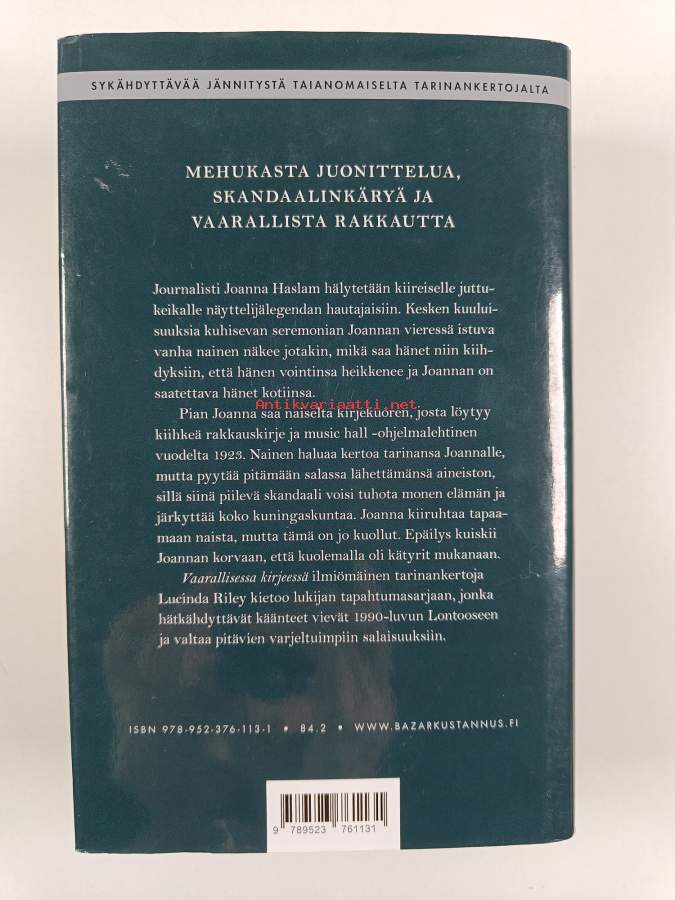 SYKÄHDYTTÄVÄÄ JÄNNITYSTÄ TAIANOMAISELTA TARINANKERTOJALTA
MEHUKASTA JUONITTELUA,
SKANDAALINKÄRYÄ JA
VAARALLISTA RAKKAUTTA
Journalisti Joanna Haslam hälytetään kiireiselle juttu-
keikalle näyttelijälegendan hautajaisiin. Kesken kuului-
suuksia kuhisevan seremonian Joannan vieressä istuva
vanha nainen näkee jotakin, mikä saa hänet niin kiih-
dyksiin, että hänen vointinsa heikkenee ja Joannan on
saatettava hänet kotiinsa.
Antikvariaatti.net
Pian Joanna saa naiselta kirjekuoren, josta löytyy
kiihkeä rakkauskirje ja music hall -ohjelmalehtinen
vuodelta 1923. Nainen haluaa kertoa tarinansa Joannalle,
mutta pyytää pitämään salassa lähettämänsä aineiston,
sillä siinä piilevä skandaali voisi tuhota monen elämän ja
järkyttää koko kuningaskuntaa. Joanna kiiruhtaa tapaa-
maan naista, mutta tämä on jo kuollut. Epäilys kuiskii
Joannan korvaan, että kuolemalla oli kätyrit mukanaan.
Vaarallisessa kirjeessä ilmiömäinen tarinankertoja
Lucinda Riley kietoo lukijan tapahtumasarjaan, jonka
hätkähdyttävät käänteet vievät 1990-luvun Lontooseen
ja valtaa pitävien varjeltuimpiin salaisuuksiin.
ISBN 978-952-376-113-1 • 84.2 • WWW.BAZARKUSTANNUS.FI
9 789523 761131